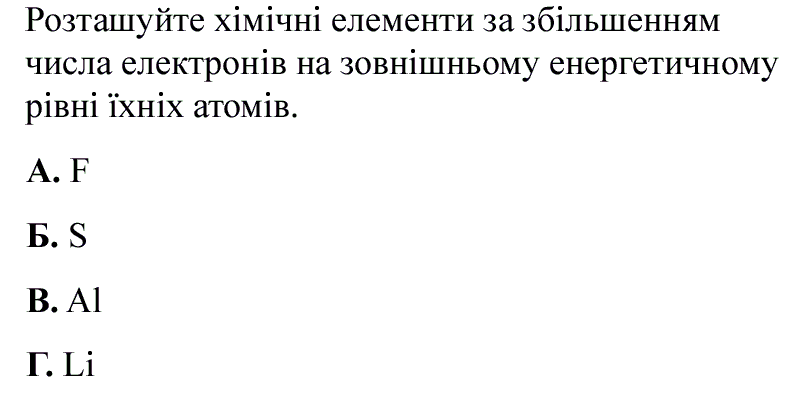 Розташуйте хімічні елементи за збільшенням
числа електронів на зовнішньому енергетичному
рівні їхніх атомів.
А. F
Б. S
В. Al
Г. Li